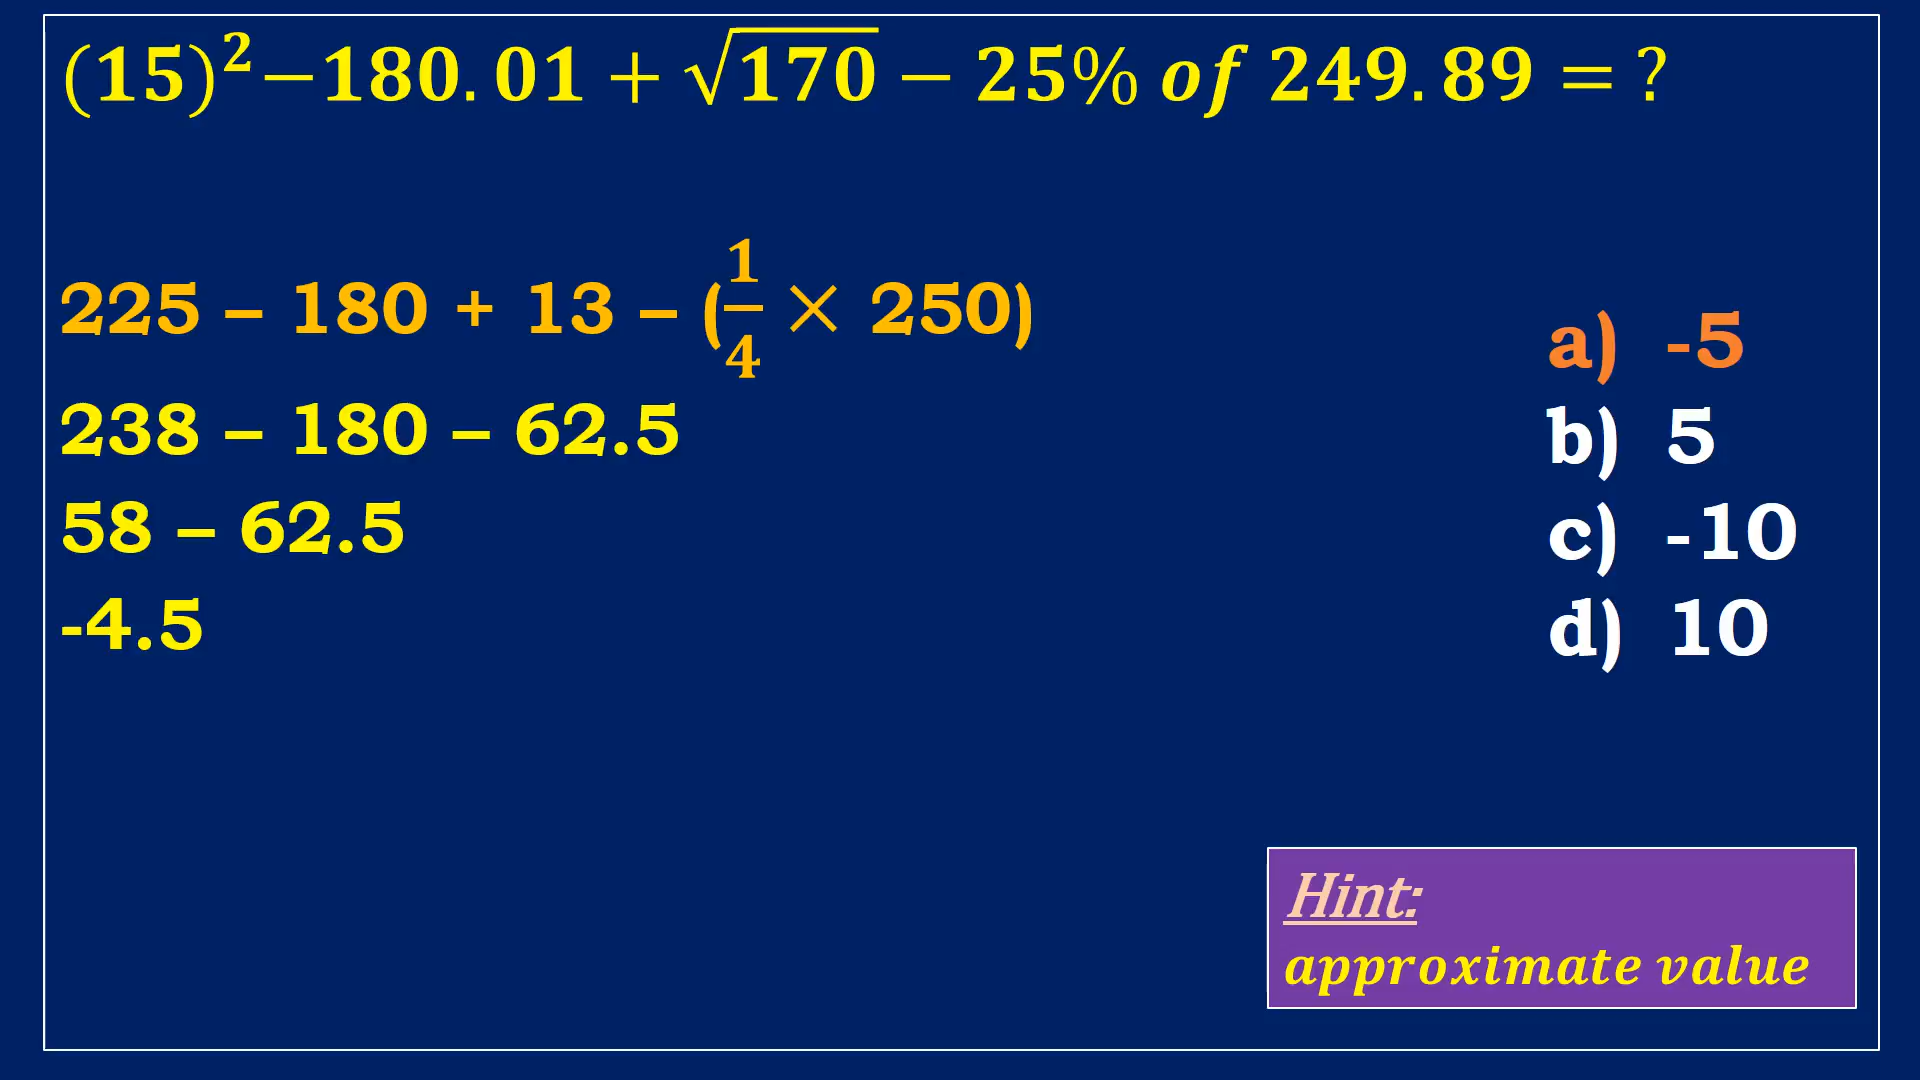 (15)²−180.01 + √170 − 25% of 249.89 = ?
225 – 180 + 13 – (1/4 × 250)
238 – 180 – 62.5
58 – 62.5
-4.5
a) -5
b) 5
c) -10
d) 10
Hint:
approximate value